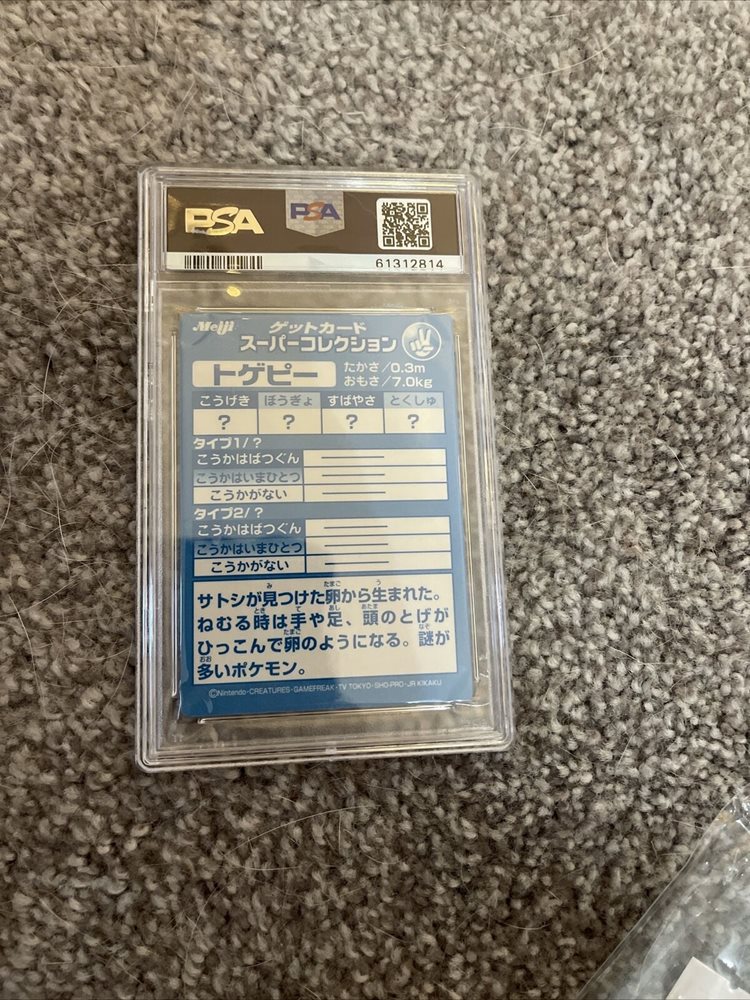 PSA PSA
61312814
Meiji ゲットカード
スーパーコレクション
トゲピー たかさ/0.3m
おもさ/7.0kg
こうげき ぼうぎょ すばやさ とくしゅ
? ? ? ?
タイプ1/?
こうかはばつぐん
こうかはいまひとつ
こうかがない
タイプ2/?
こうかはばつぐん
こうかはいまひとつ
こうかがない
サトシが見つけた卵から生まれた。
ねむる時は手や足、頭のとげが
ひっこんで卵のようになる。謎が
多いポケモン。
©Nintendo·CREATURES·GAMEFREAK·TV TOKYO·SHO-PRO·JR KIKAKU